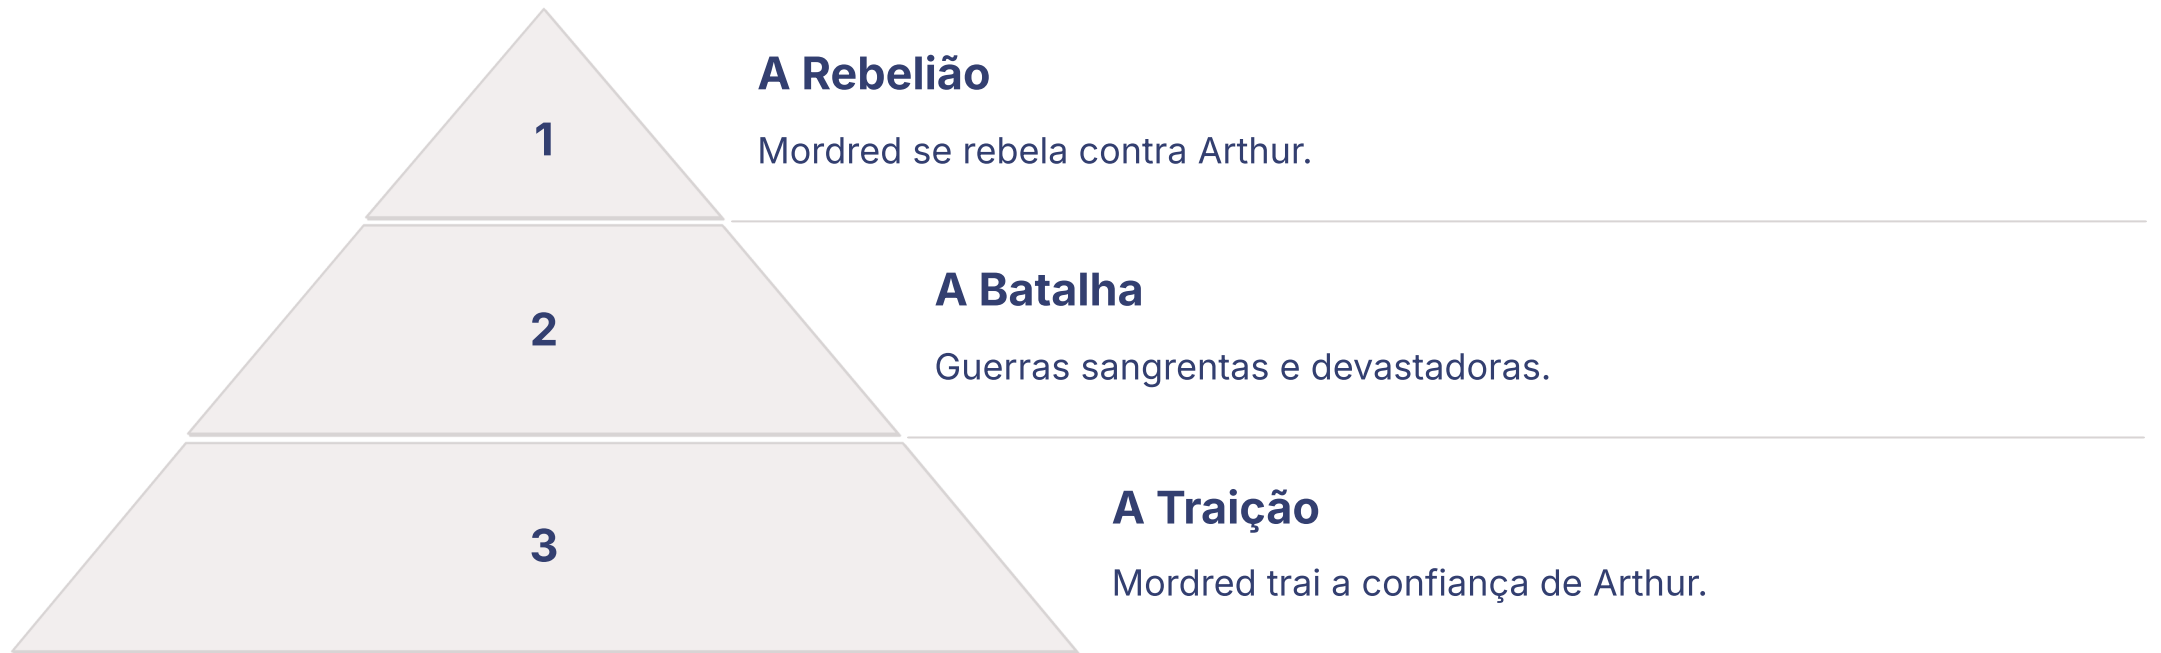 1
A Rebelião
Mordred se rebela contra Arthur.
2
A Batalha
Guerras sangrentas e devastadoras.
3
A Traição
Mordred trai a confiança de Arthur.